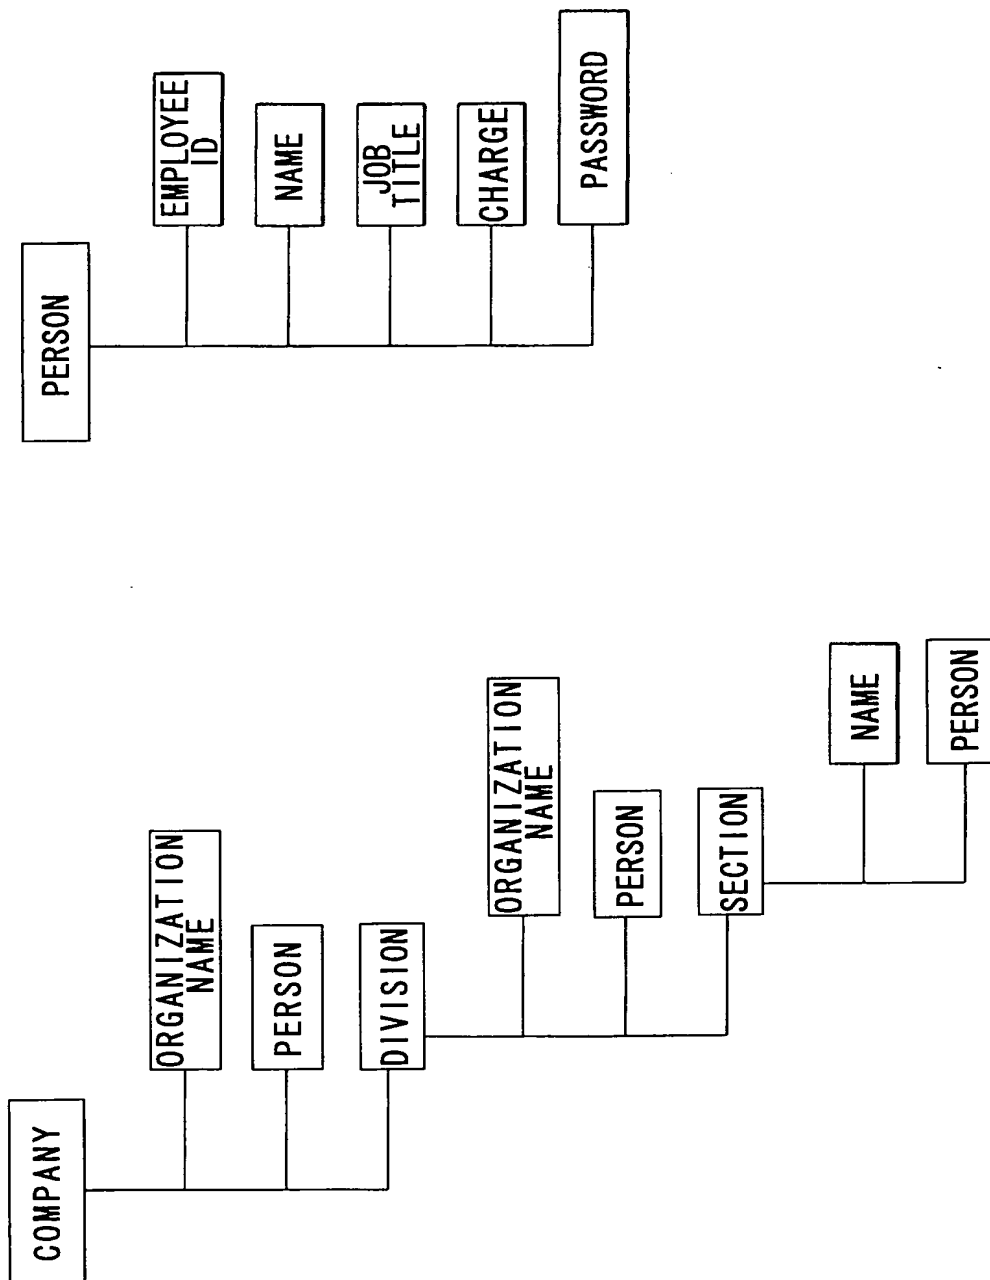 COMPANY
ORGANIZATION
NAME
PERSON
DIVISION
ORGANIZATION
NAME
PERSON
SECTION
NAME
PERSON
PERSON
EMPLOYEE
ID
NAME
JOB
TITLE
CHARGE
PASSWORD